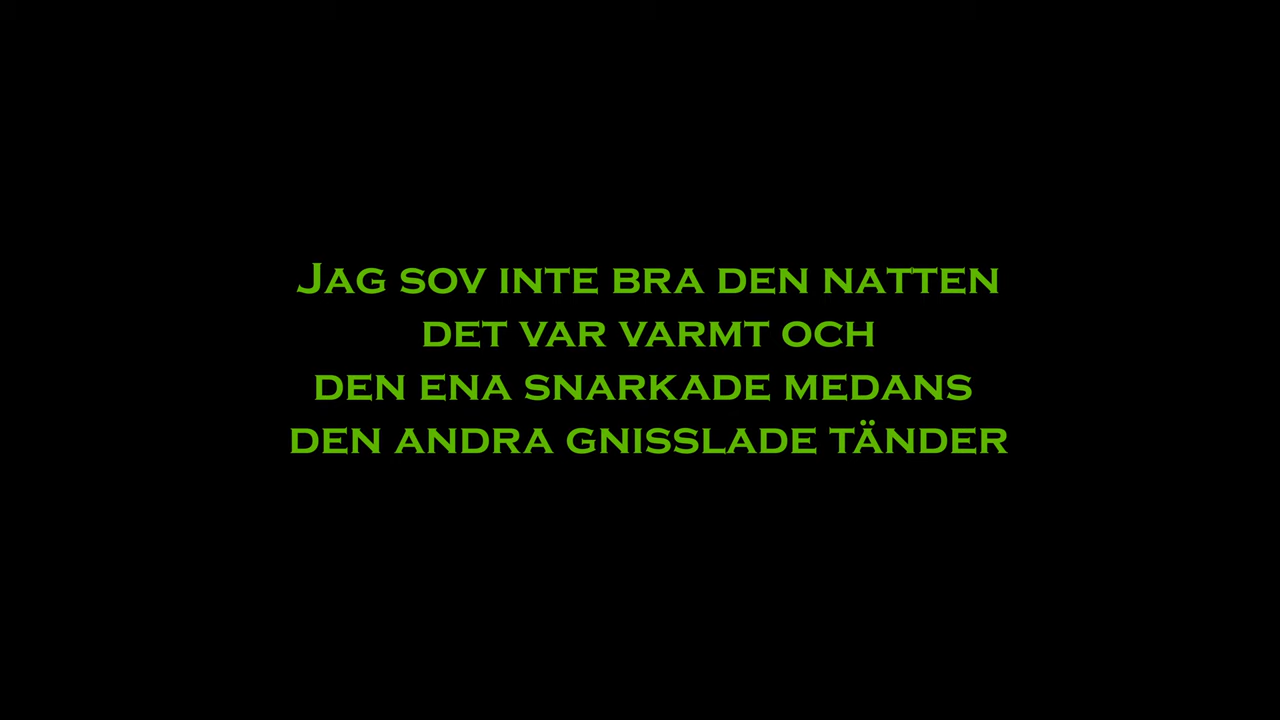 Jag sov inte bra den natten
det var varmt och
den ena snarkade medans
den andra gnisslade tänder